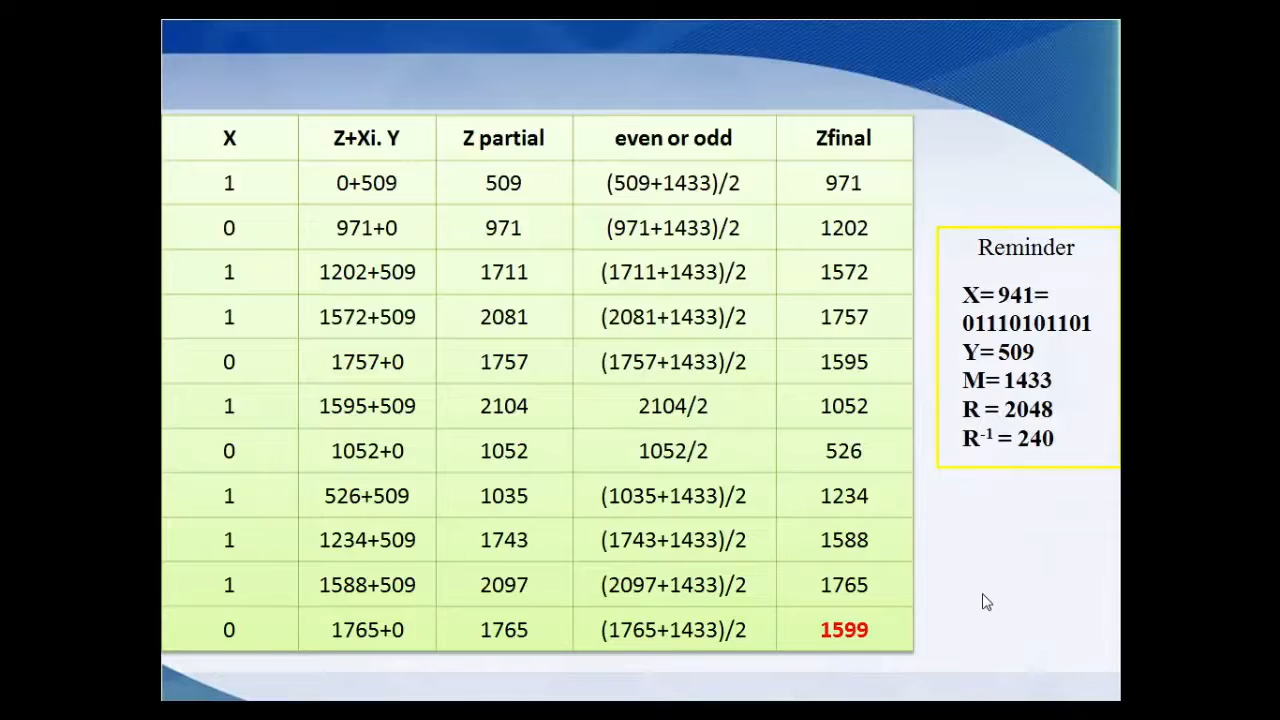 X Z+Xi. Y Z partial even or odd Zfinal
1 0+509 509 (509+1433)/2 971
0 971+0 971 (971+1433)/2 1202
1 1202+509 1711 (1711+1433)/2 1572
1 1572+509 2081 (2081+1433)/2 1757
0 1757+0 1757 (1757+1433)/2 1595
1 1595+509 2104 2104/2 1052
0 1052+0 1052 1052/2 526
1 526+509 1035 (1035+1433)/2 1234
1 1234+509 1743 (1743+1433)/2 1588
1 1588+509 2097 (2097+1433)/2 1765
0 1765+0 1765 (1765+1433)/2 1599
Reminder
X= 941=
01110101101
Y= 509
M= 1433
R = 2048
R⁻¹ = 240